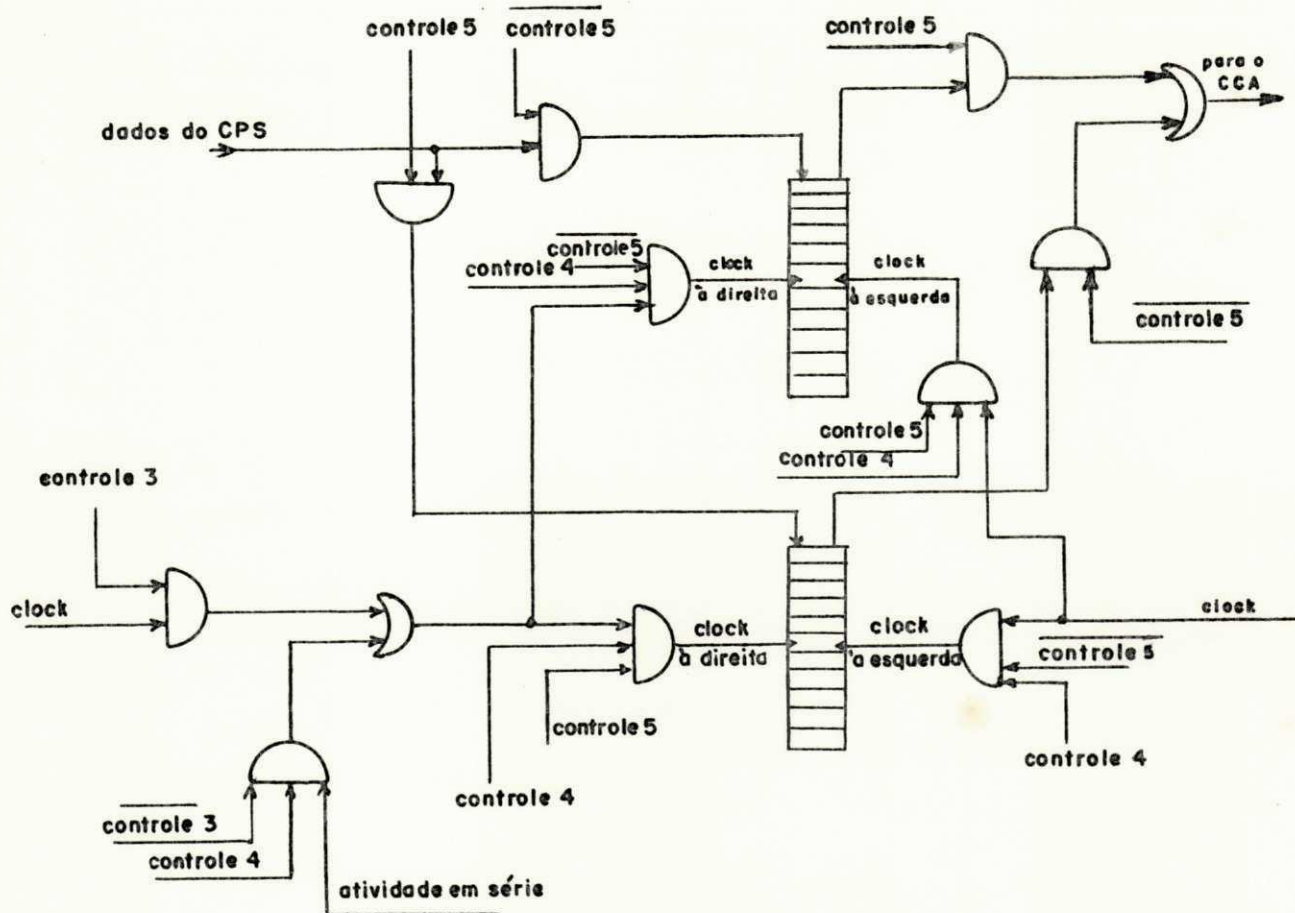 controle 5
controle 5
controle 5
para o
CCA
dados do CPS
controle 5
controle 4
clock
à direita
clock
à esquerda
controle 5
controle 5
controle 4
controle 3
clock
clock
à direita
clock
à esquerda
clock
controle 5
controle 5
controle 4
controle 4
controle 3
controle 4
atividade em série